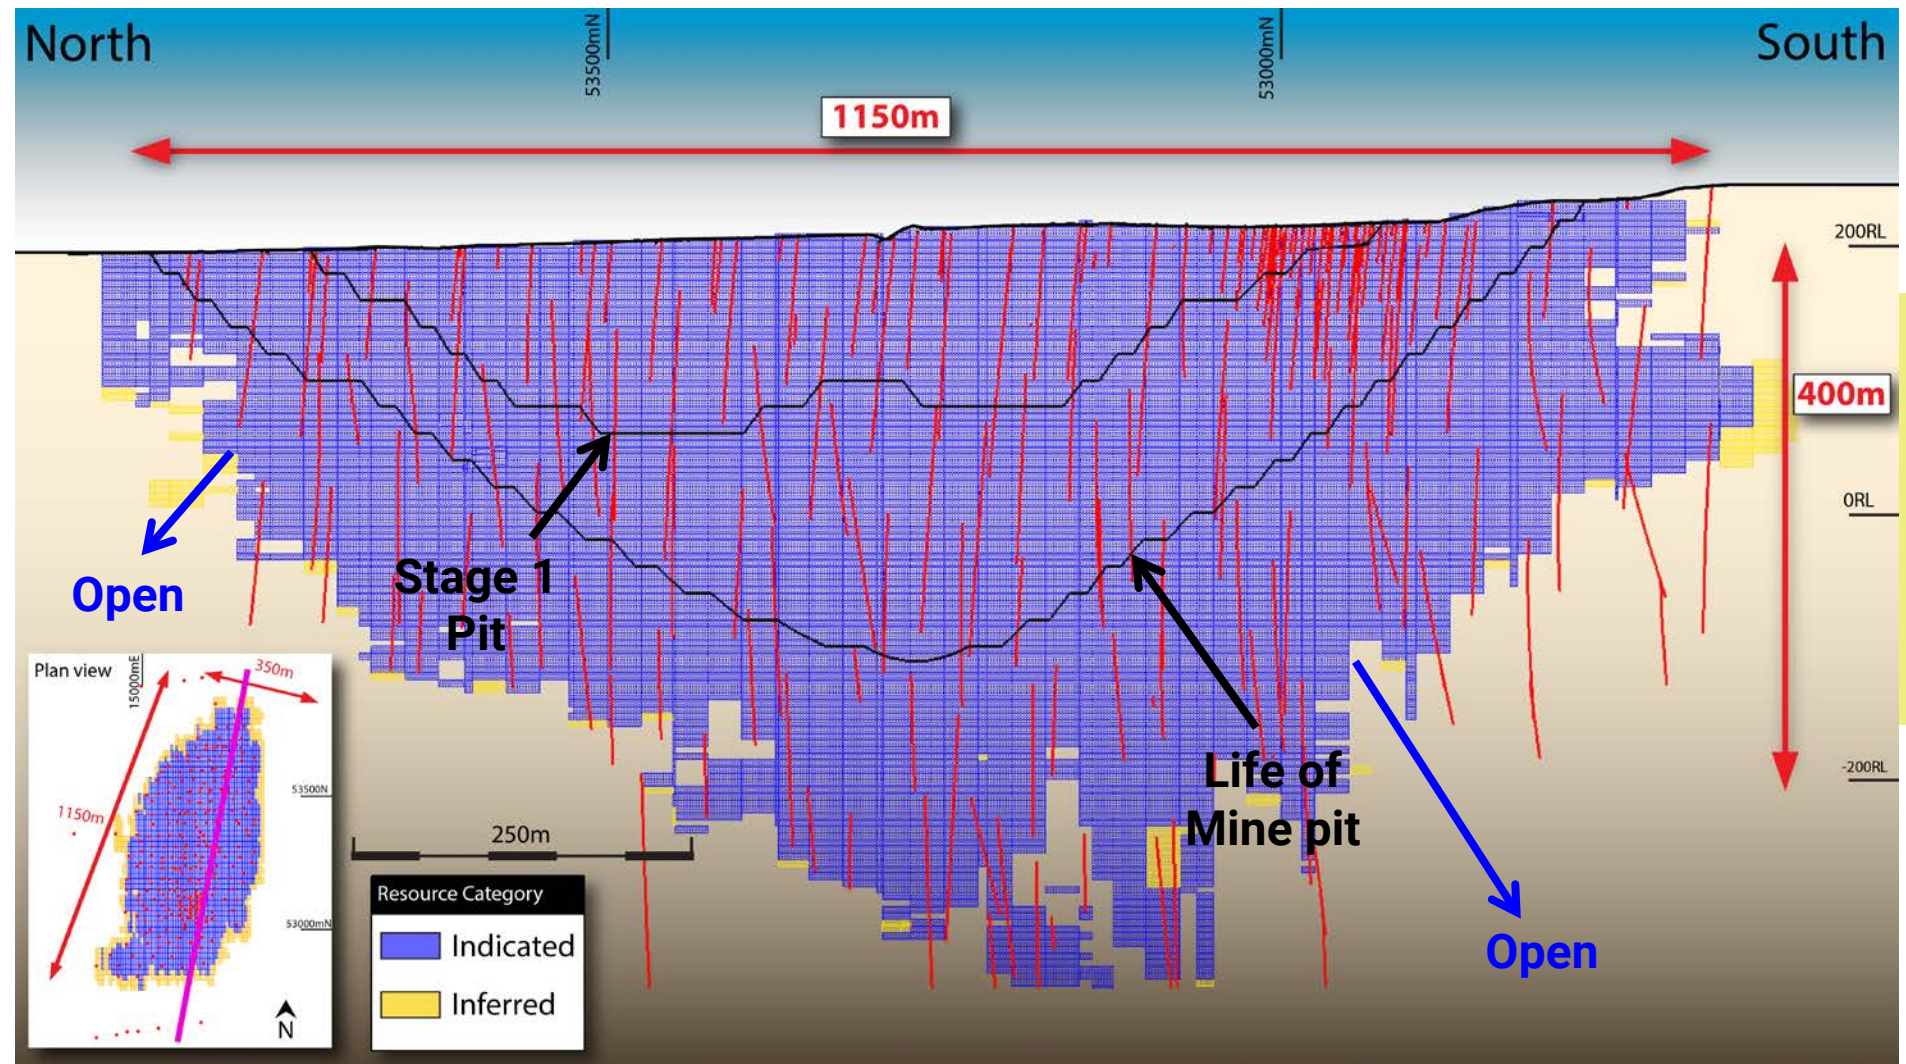 North
53500mN
53000mN
South
1150m
200RL
400m
0RL
-200RL
Open
Stage 1
Pit
Life of
Mine pit
Open
Plan view
15000mE
350m
1150m
53500N
53000mN
N
250m
Resource Category
Indicated
Inferred